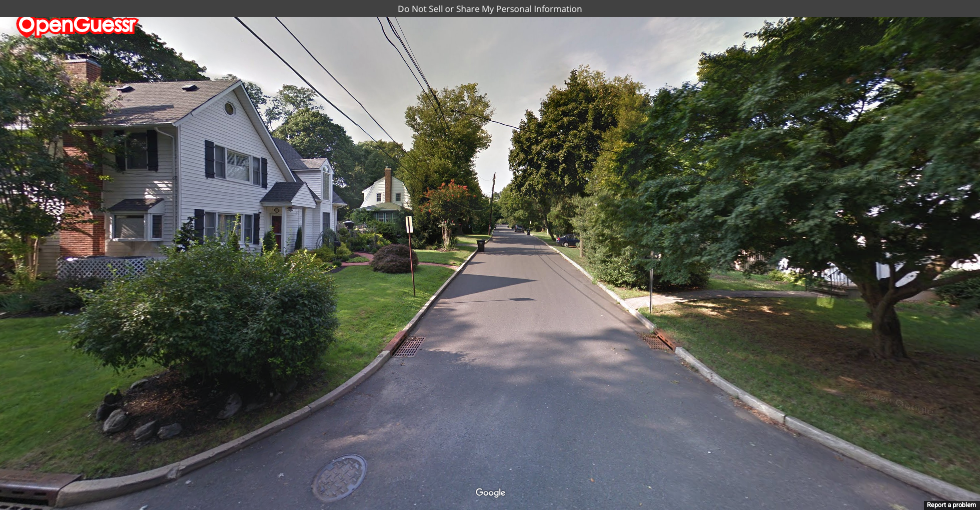 Do Not Sell or Share My Personal Information
OpenGuessr
Google
Report a problem